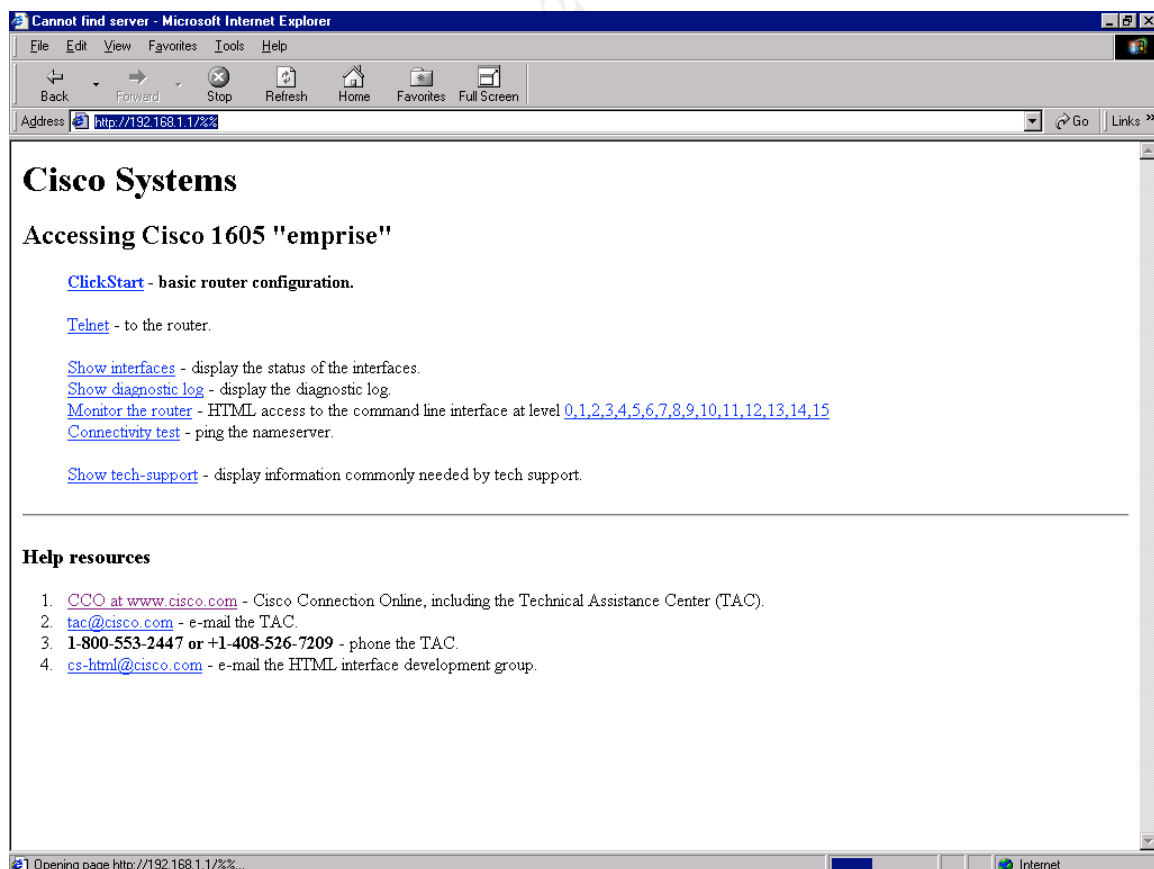 Cannot find server - Microsoft Internet Explorer
File Edit View Favorites Tools Help
Back Forward Stop Refresh Home Favorites Full Screen
Address http://192.168.1.1/%% Go Links »
Cisco Systems
Accessing Cisco 1605 "emprise"
ClickStart - basic router configuration.
Telnet - to the router.
Show interfaces - display the status of the interfaces.
Show diagnostic log - display the diagnostic log.
Monitor the router - HTML access to the command line interface at level 0,1,2,3,4,5,6,7,8,9,10,11,12,13,14,15
Connectivity test - ping the nameserver.
Show tech-support - display information commonly needed by tech support.
Help resources
1. CCO at www.cisco.com - Cisco Connection Online, including the Technical Assistance Center (TAC).
2. tac@cisco.com - e-mail the TAC.
3. 1-800-553-2447 or +1-408-526-7209 - phone the TAC.
4. cs-html@cisco.com - e-mail the HTML interface development group.
Opening page http://192.168.1.1/%%... Internet